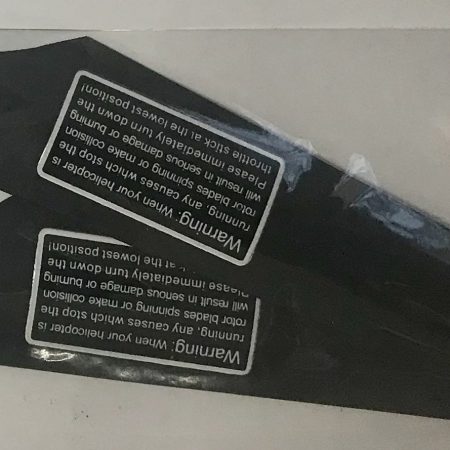 Warning: When your helicopter is
running, any causes which stop the
rotor blades spinning or make collision
will result in serious damage or burning
Please immediately turn down the
at the lowest position!
Warning: When your helicopter is
running, any causes which stop the
rotor blades spinning or make collision
will result in serious damage or burning
Please immediately turn down the
throttle stick at the lowest position!